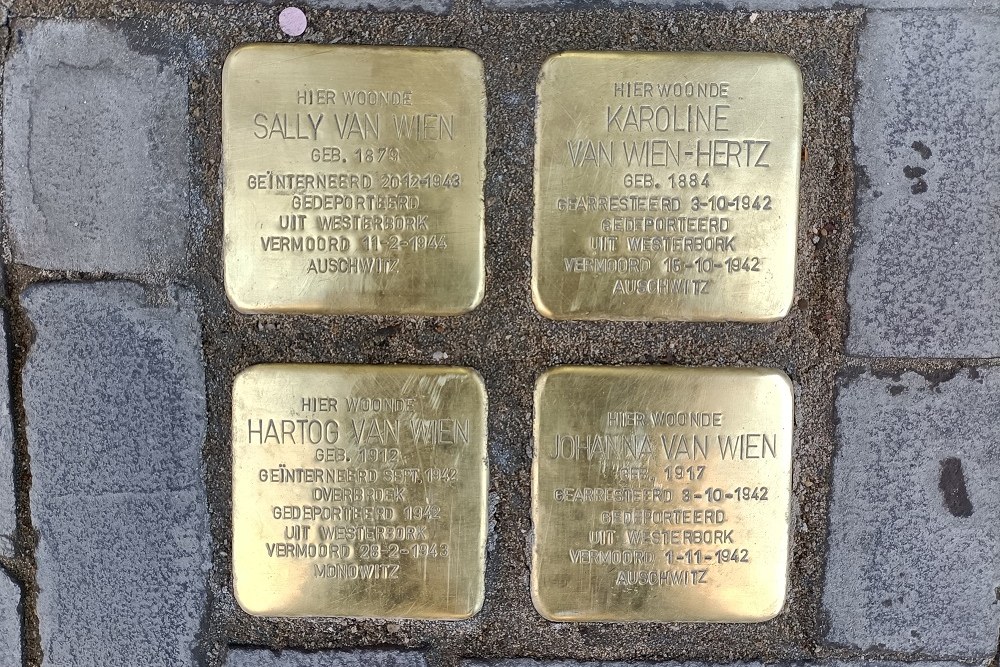 HIER WOONDE
SALLY VAN WIEN
GEB. 1879
GEÏNTERNEERD 20-12-1943
GEDEPORTEERD
UIT WESTERBORK
VERMOORD 11-2-1944
AUSCHWITZ
HIER WOONDE
KAROLINE
VAN WIEN-HERTZ
GEB. 1884
GEARRESTEERD 3-10-1942
GEDEPORTEERD
UIT WESTERBORK
VERMOORD 15-10-1942
AUSCHWITZ
HIER WOONDE
HARTOG VAN WIEN
GEB. 1912
GEÏNTERNEERD SEPT. 1942
OVERBROEK
GEDEPORTEERD 1942
UIT WESTERBORK
VERMOORD 28-2-1943
MONOWITZ
HIER WOONDE
JOHANNA VAN WIEN
GEB. 1917
GEARRESTEERD 3-10-1942
GEDEPORTEERD
UIT WESTERBORK
VERMOORD 1-11-1942
AUSCHWITZ